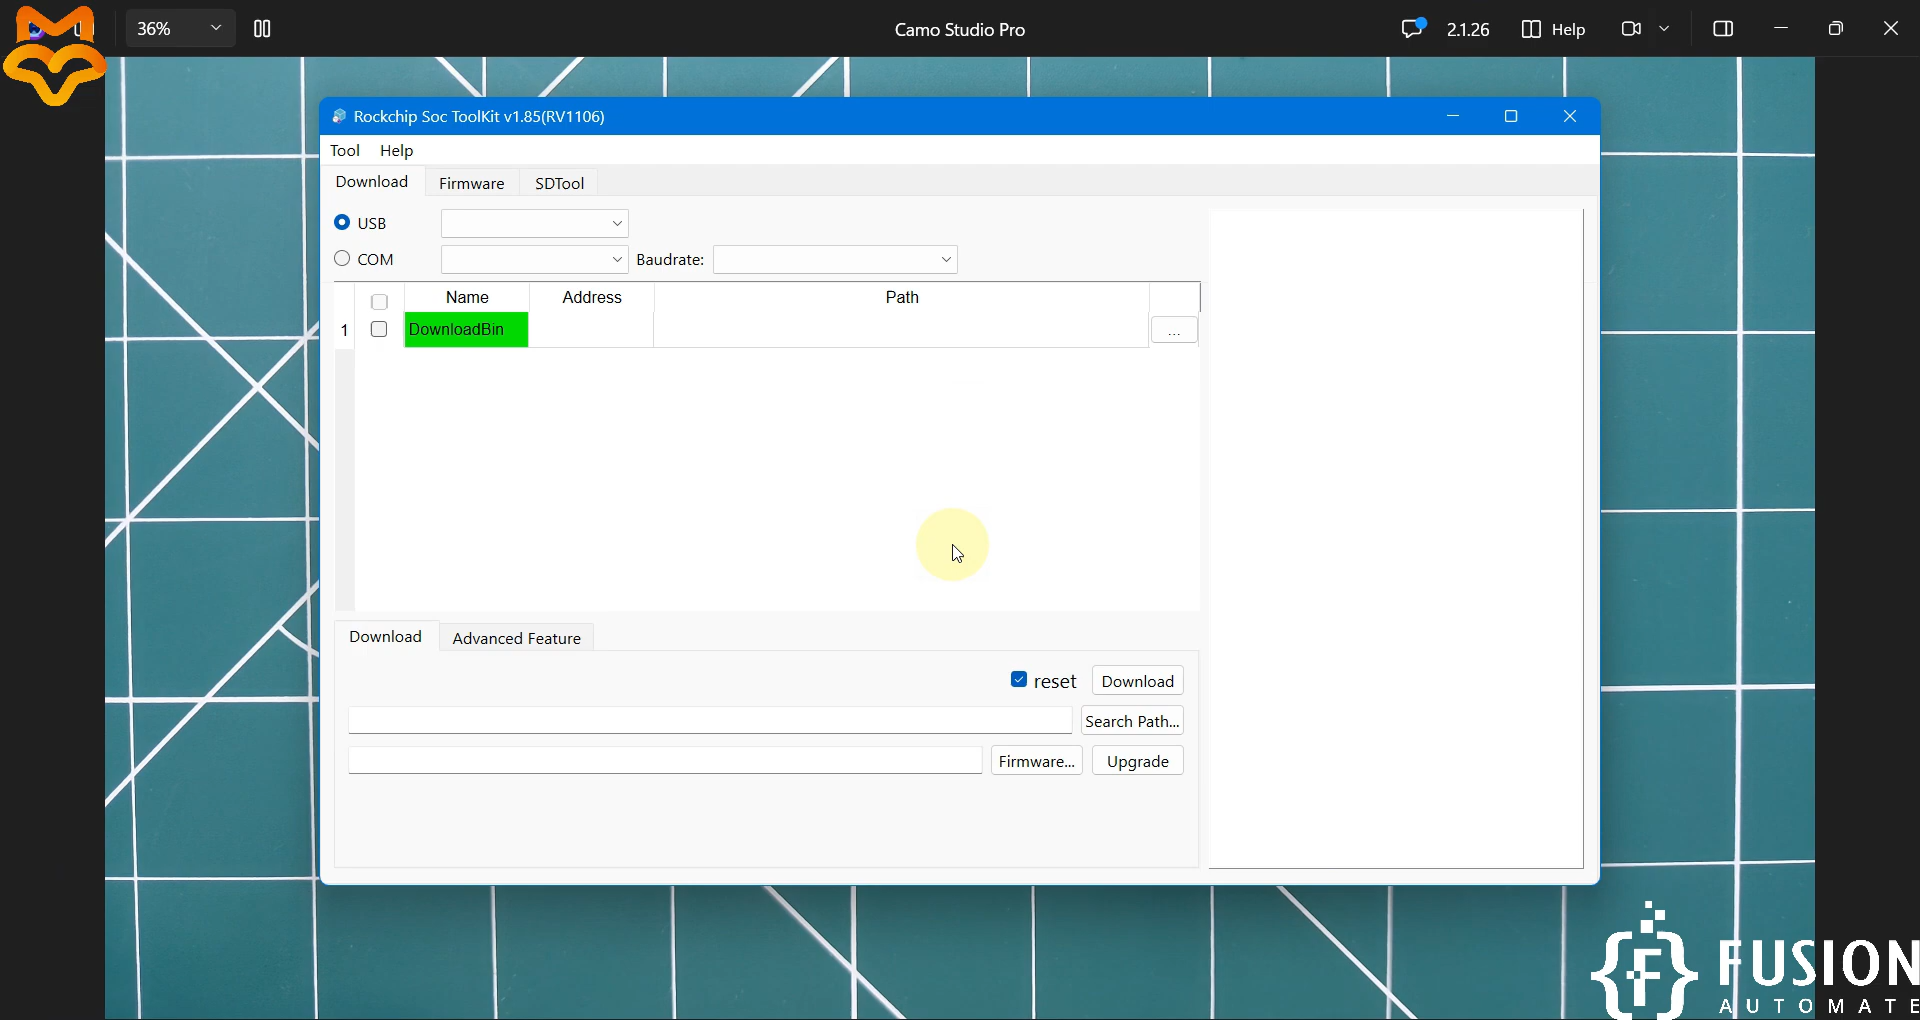 36%
Camo Studio Pro
2.1.26
Help
Rockchip Soc ToolKit v1.85(RV1106)
Tool Help
Download Firmware SDTool
USB
COM Baudrate:
Name Address Path
1 DownloadBin ...
Download Advanced Feature
reset Download
Search Path...
Firmware... Upgrade
{F} FUSION
AUTOMATE